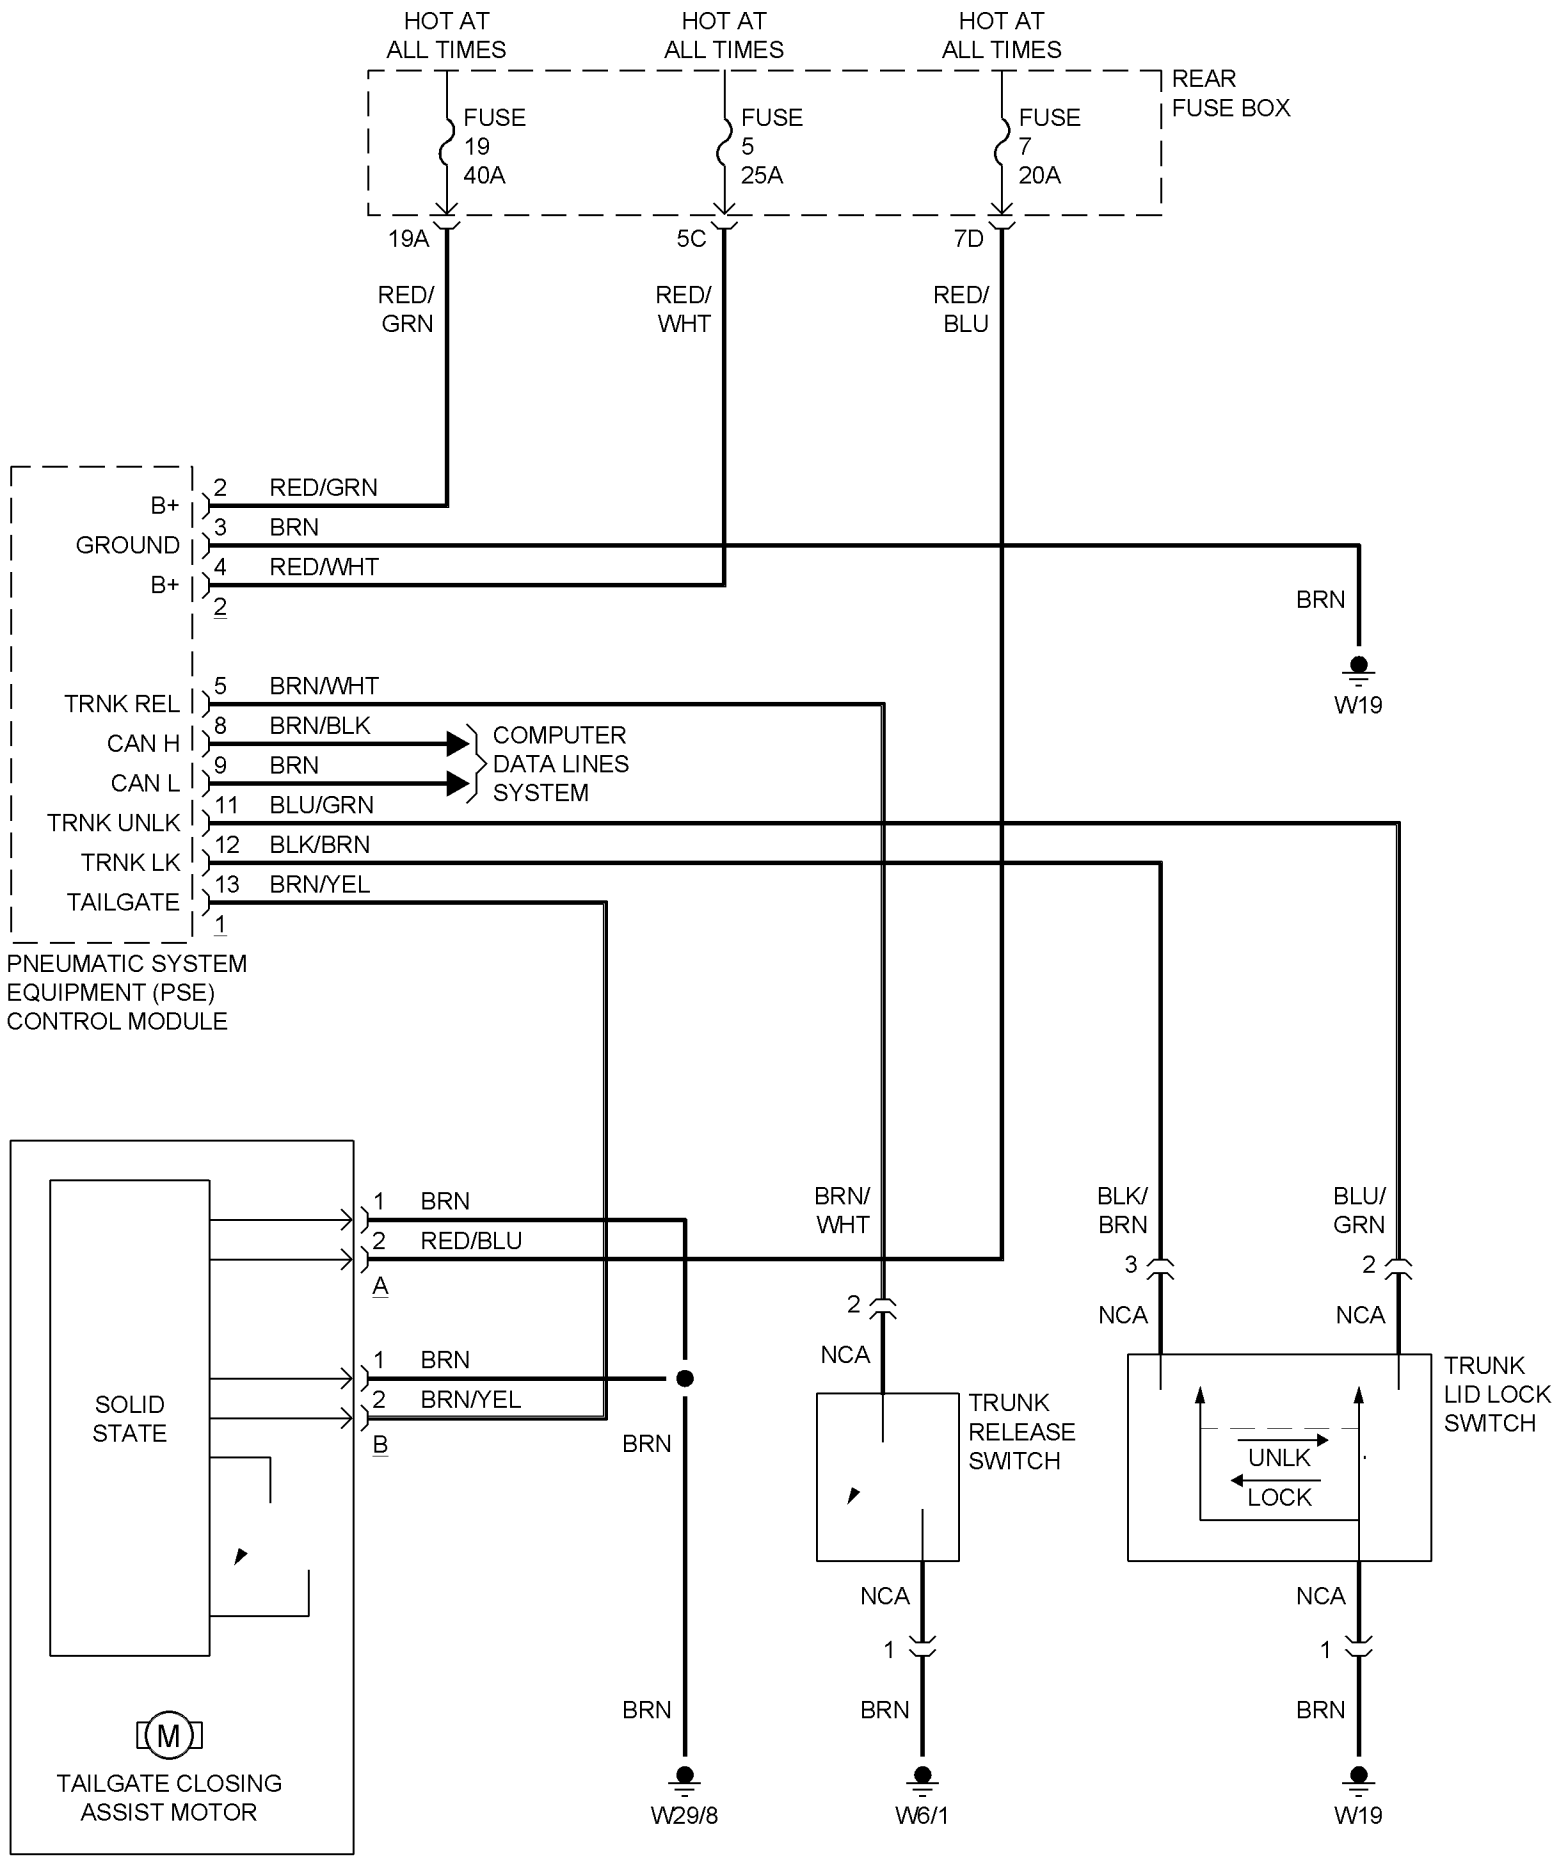 HOT AT
ALL TIMES
HOT AT
ALL TIMES
HOT AT
ALL TIMES
REAR
FUSE BOX
FUSE
19
40A
FUSE
5
25A
FUSE
7
20A
19A
5C
7D
RED/
GRN
RED/
WHT
RED/
BLU
B+
2
RED/GRN
GROUND
3
BRN
B+
4
RED/WHT
2
BRN
W19
TRNK REL
5
BRN/WHT
CAN H
8
BRN/BLK
CAN L
9
BRN
COMPUTER
DATA LINES
SYSTEM
TRNK UNLK
11
BLU/GRN
TRNK LK
12
BLK/BRN
TAILGATE
13
BRN/YEL
1
PNEUMATIC SYSTEM
EQUIPMENT (PSE)
CONTROL MODULE
1
BRN
2
RED/BLU
A
1
BRN
2
BRN/YEL
B
SOLID
STATE
M
TAILGATE CLOSING
ASSIST MOTOR
BRN
BRN
W29/8
BRN/
WHT
2
NCA
TRUNK
RELEASE
SWITCH
NCA
1
BRN
W6/1
BLK/
BRN
3
NCA
BLU/
GRN
2
NCA
TRUNK
LID LOCK
SWITCH
UNLK
LOCK
NCA
1
BRN
W19